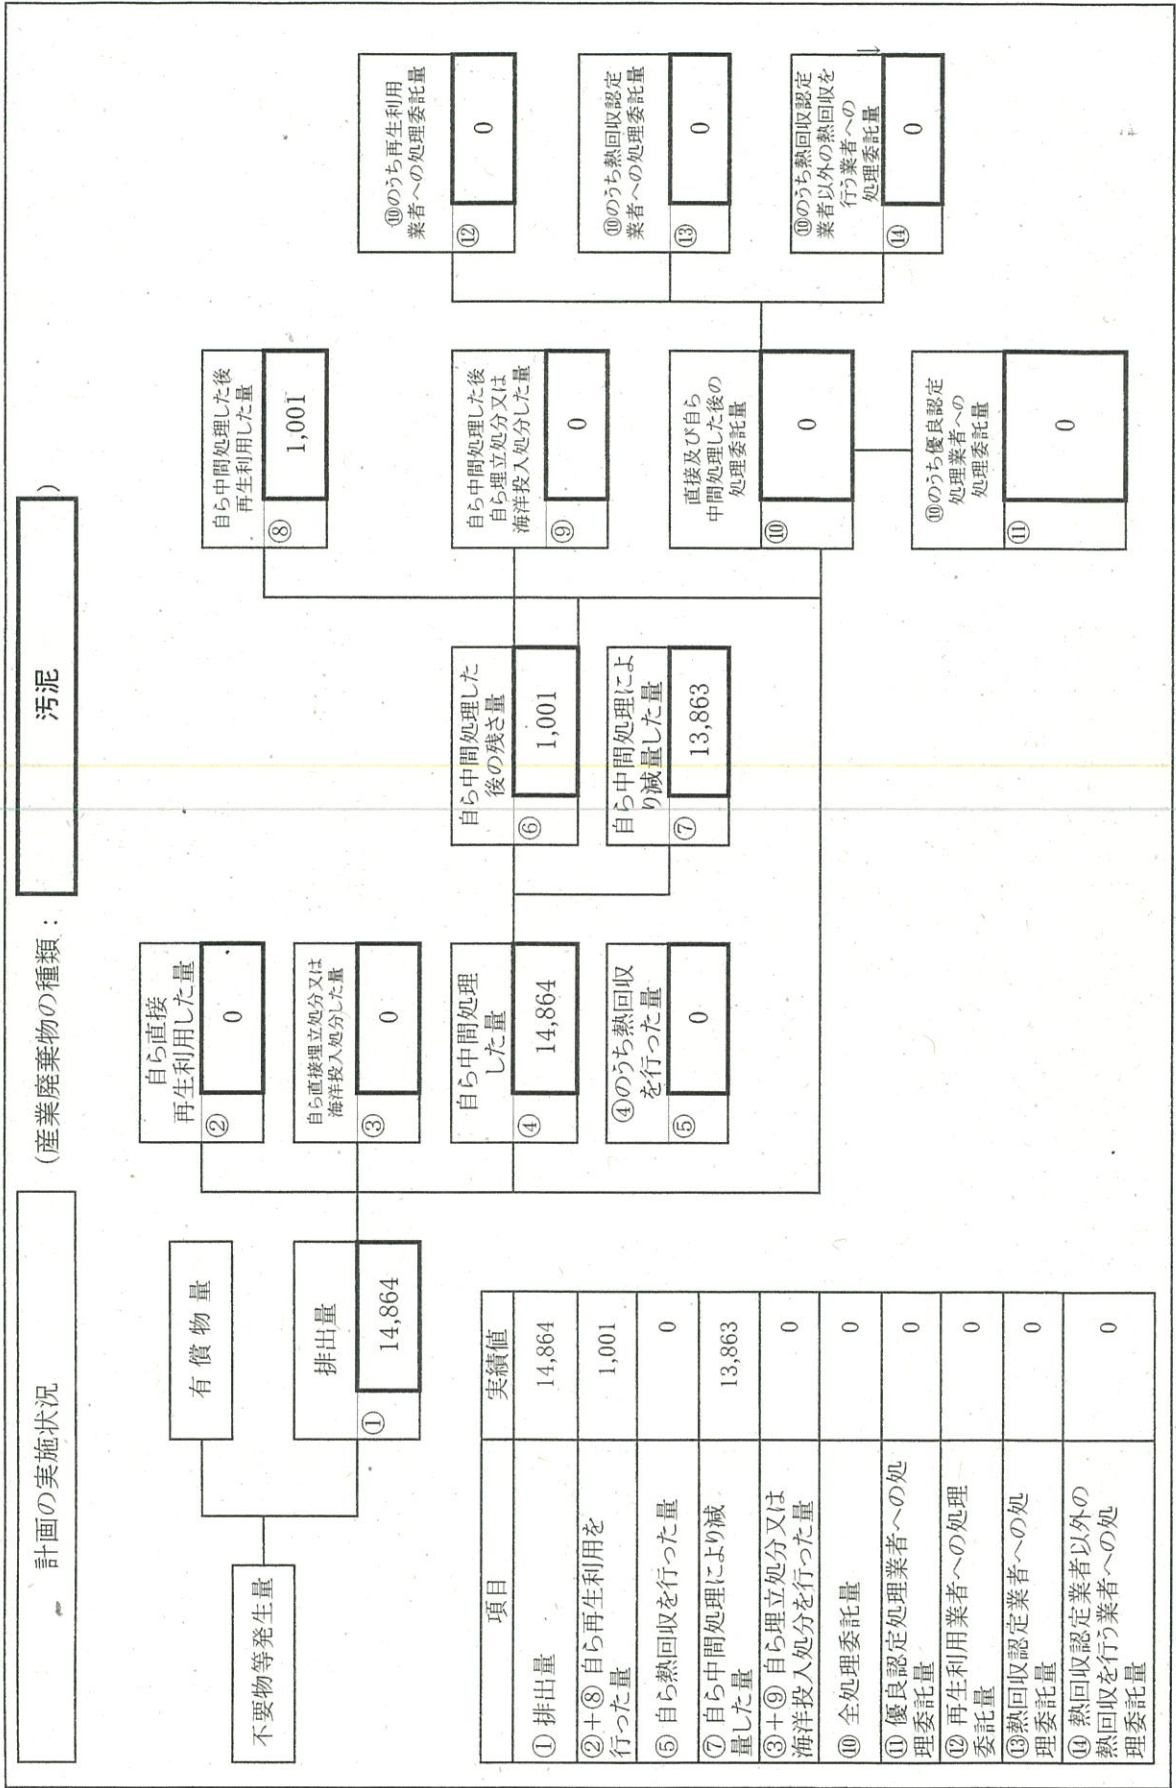 計画の実施状況
(産業廃棄物の種類： 汚泥 )
不要物等発生量
有償物量
排出量
① 14,864
自ら直接
再生利用した量
② 0
自ら直接埋立処分又は
海洋投入処分した量
③ 0
自ら中間処理
した量
④ 14,864
④のうち熱回収
を行った量
⑤ 0
自ら中間処理した
後の残さ量
⑥ 1,001
自ら中間処理によ
り減量した量
⑦ 13,863
自ら中間処理した後
再生利用した量
⑧ 1,001
自ら中間処理した後
自ら埋立処分又は
海洋投入処分した量
⑨ 0
直接及び自ら
中間処理した後の
処理委託量
⑩ 0
⑩のうち優良認定
処理業者への
処理委託量
⑪ 0
⑩のうち再生利用
業者への処理委託量
⑫ 0
⑩のうち熱回収認定
業者への処理委託量
⑬ 0
⑩のうち熱回収認定
業者以外の熱回収を
行う業者への
処理委託量
⑭ 0
項目 実績値
① 排出量 14,864
②＋⑧ 自ら再生利用を
行った量 1,001
⑤ 自ら熱回収を行った量 0
⑦ 自ら中間処理により減
量した量 13,863
③＋⑨ 自ら埋立処分又は
海洋投入処分を行った量 0
⑩ 全処理委託量 0
⑪ 優良認定処理業者への処
理委託量 0
⑫ 再生利用業者への処理
委託量 0
⑬熱回収認定業者への処
理委託量 0
⑭ 熱回収認定業者以外の
熱回収を行う業者への処
理委託量 0